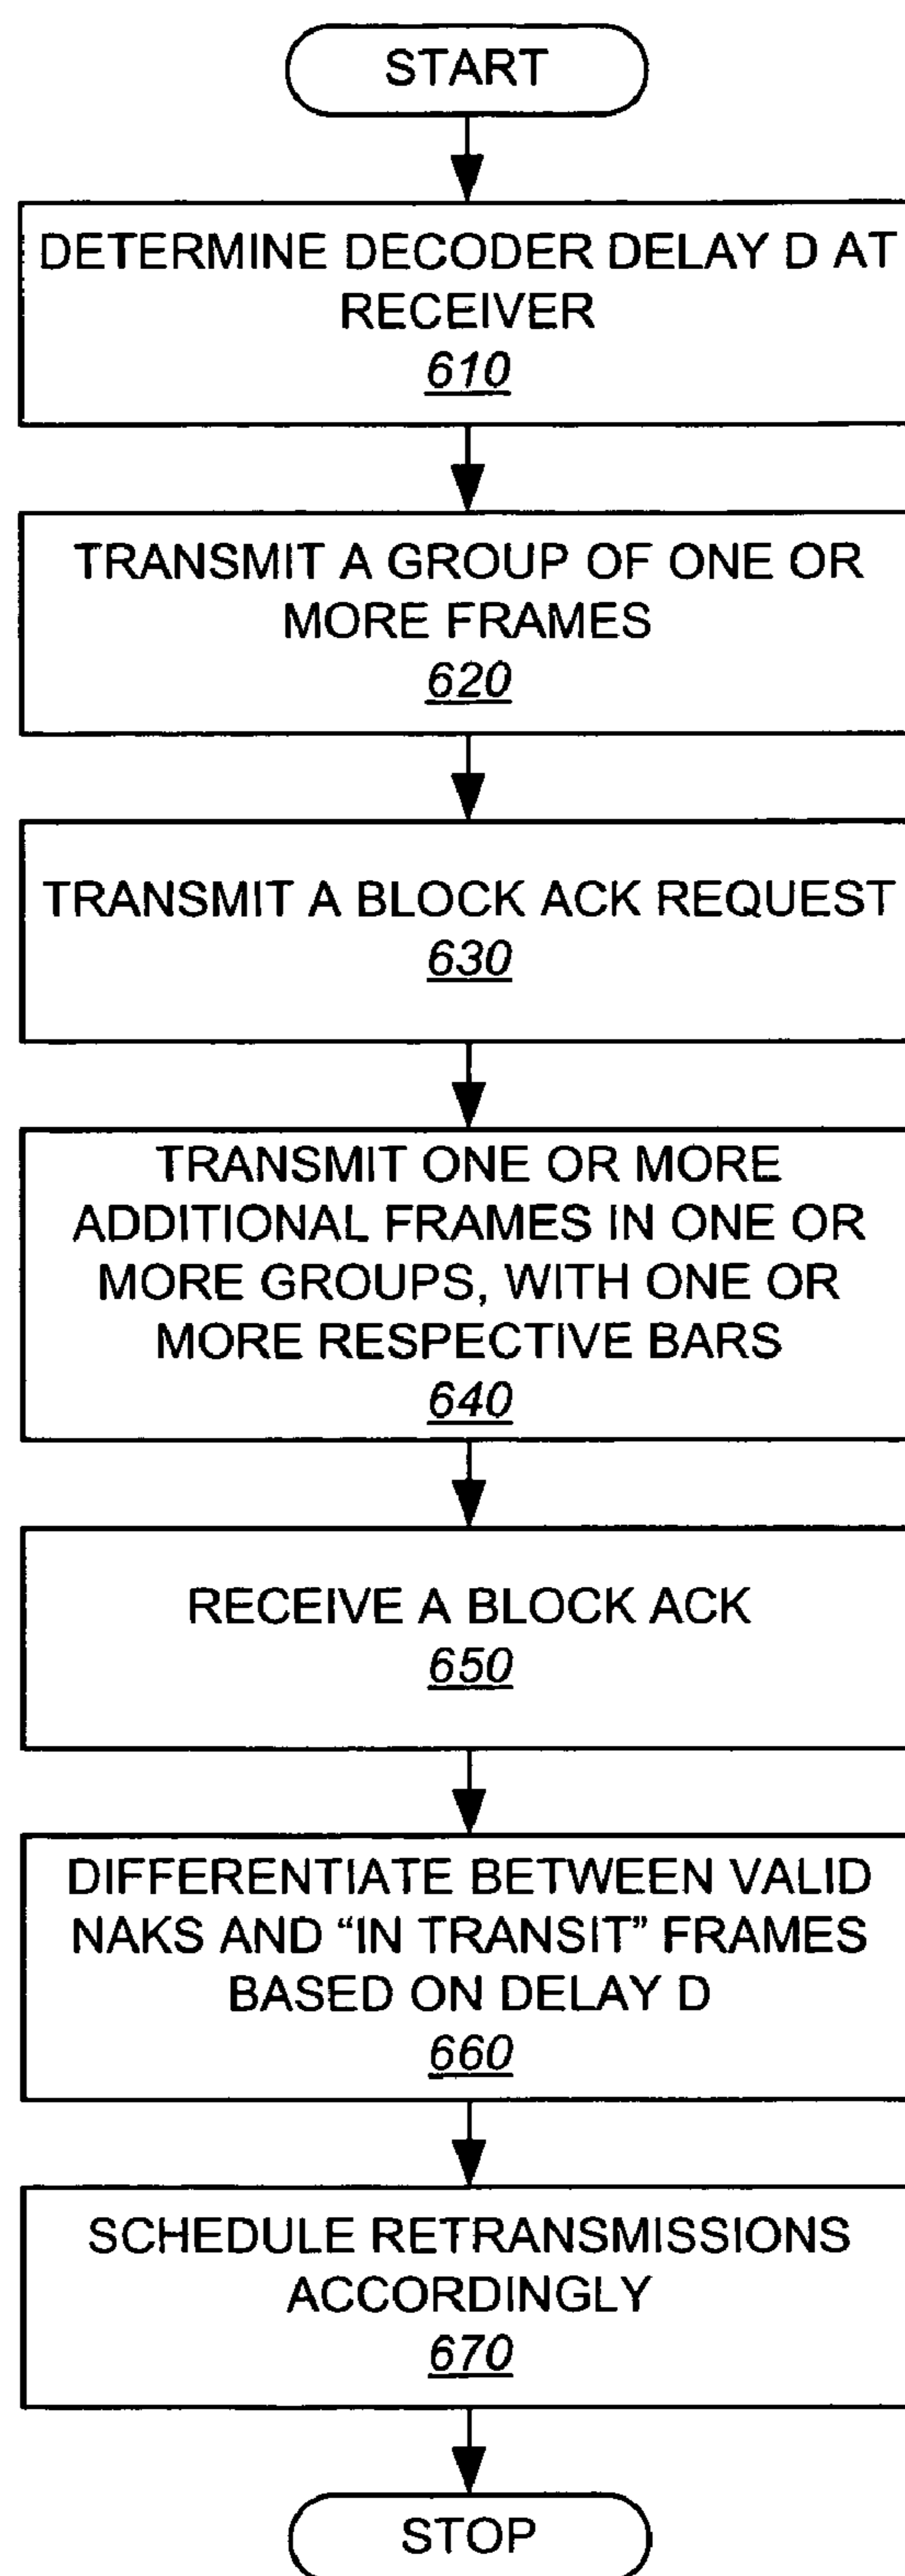 START
DETERMINE DECODER DELAY D AT
RECEIVER
610
TRANSMIT A GROUP OF ONE OR
MORE FRAMES
620
TRANSMIT A BLOCK ACK REQUEST
630
TRANSMIT ONE OR MORE
ADDITIONAL FRAMES IN ONE OR
MORE GROUPS, WITH ONE OR
MORE RESPECTIVE BARS
640
RECEIVE A BLOCK ACK
650
DIFFERENTIATE BETWEEN VALID
NAKS AND “IN TRANSIT” FRAMES
BASED ON DELAY D
660
SCHEDULE RETRANSMISSIONS
ACCORDINGLY
670
STOP